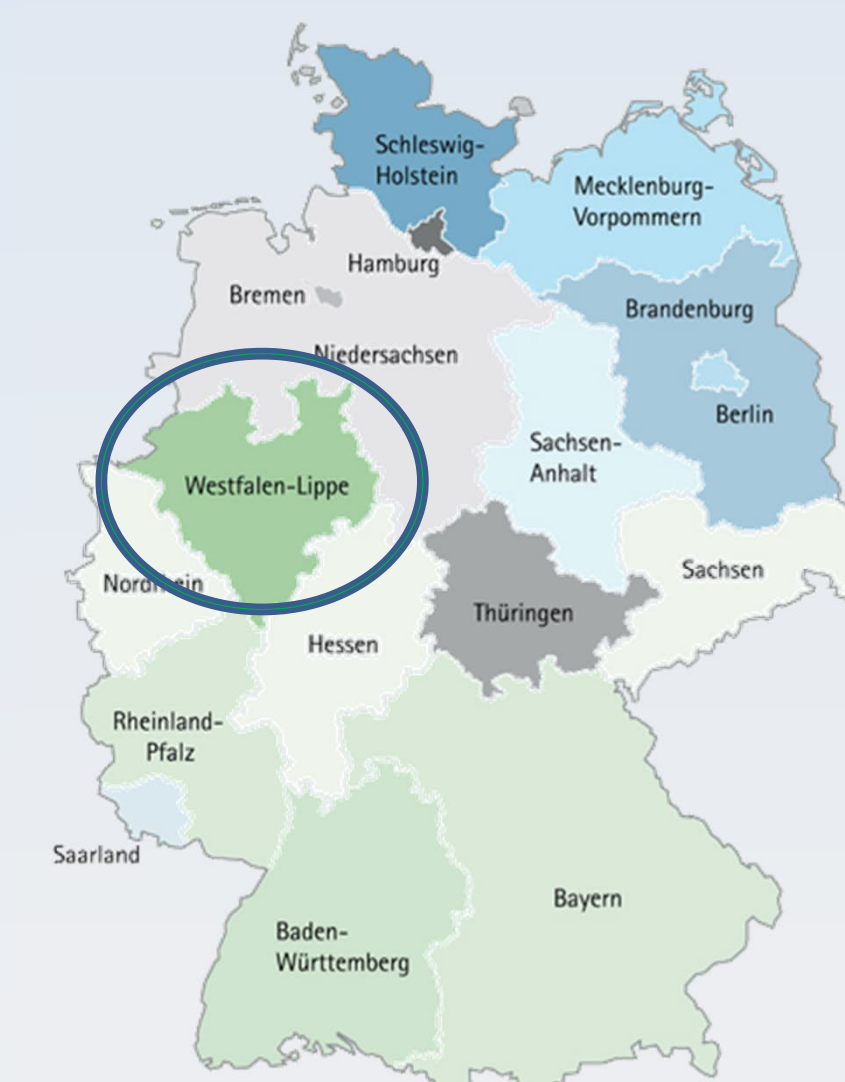 Schleswig-
Holstein
Mecklenburg-
Vorpommern
Hamburg
Bremen
Brandenburg
Niedersachsen
Berlin
Sachsen-
Anhalt
Westfalen-Lippe
Nordrhein
Sachsen
Thüringen
Hessen
Rheinland-
Pfalz
Saarland
Bayern
Baden-
Württemberg